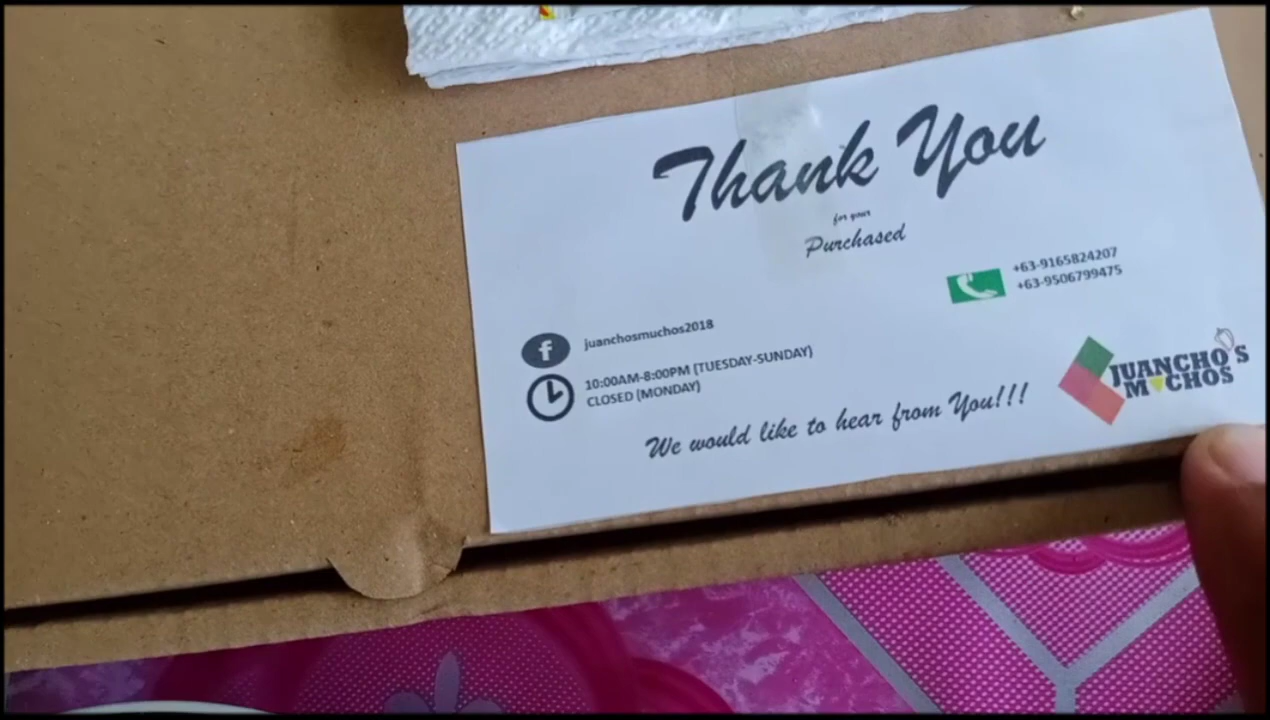 Thank You
for your
Purchased
+63-9165824207
+63-9506799475
juanchosmuchos2018
10:00AM-8:00PM (TUESDAY-SUNDAY)
CLOSED (MONDAY)
We would like to hear from You!!!
JUANCHO'S
MUCHOS